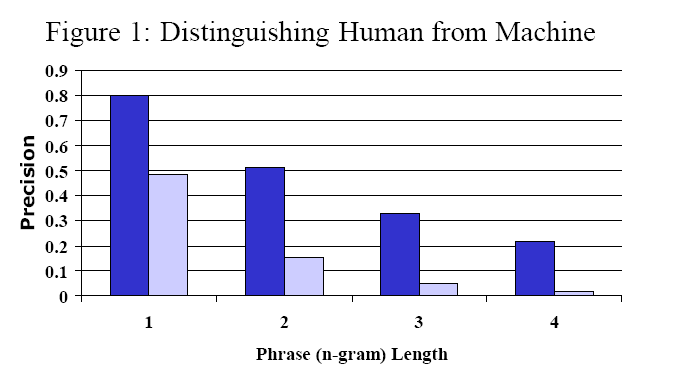 Figure 1: Distinguishing Human from Machine
0.9
0.8
0.7
0.6
0.5
0.4
0.3
0.2
0.1
0
Precision
1 2 3 4
Phrase (n-gram) Length